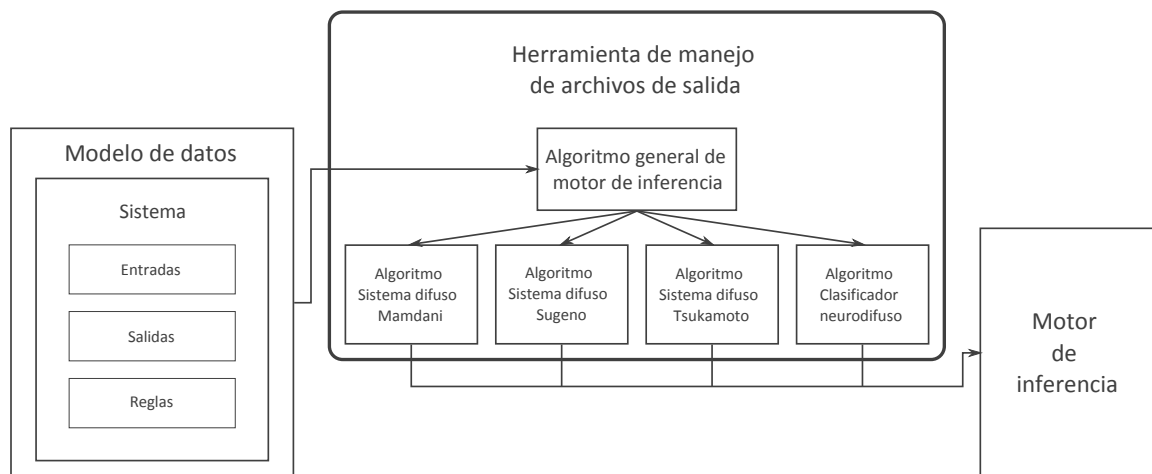 Herramienta de manejo
de archivos de salida
Modelo de datos
Sistema
Entradas
Salidas
Reglas
Algoritmo general de
motor de inferencia
Algoritmo
Sistema difuso
Mamdani
Algoritmo
Sistema difuso
Sugeno
Algoritmo
Sistema difuso
Tsukamoto
Algoritmo
Clasificador
neurodifuso
Motor
de
inferencia